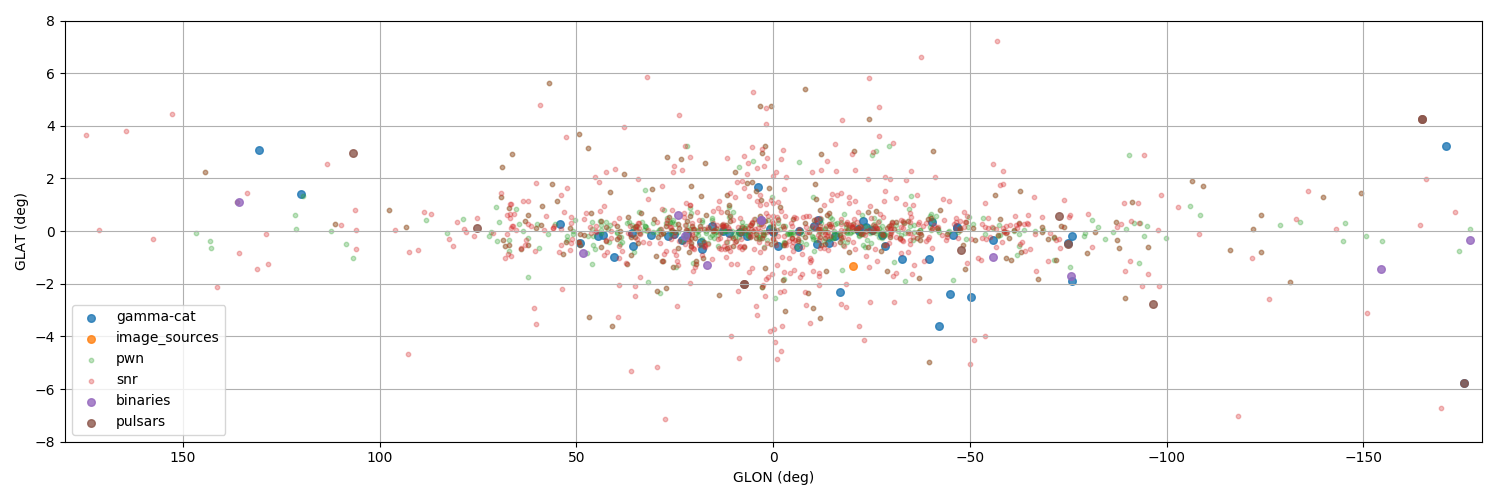 8
6
4
2
0
−2
−4
−6
−8
GLAT (deg)
gamma-cat
image_sources
pwn
snr
binaries
pulsars
150 100 50 0 −50 −100 −150
GLON (deg)